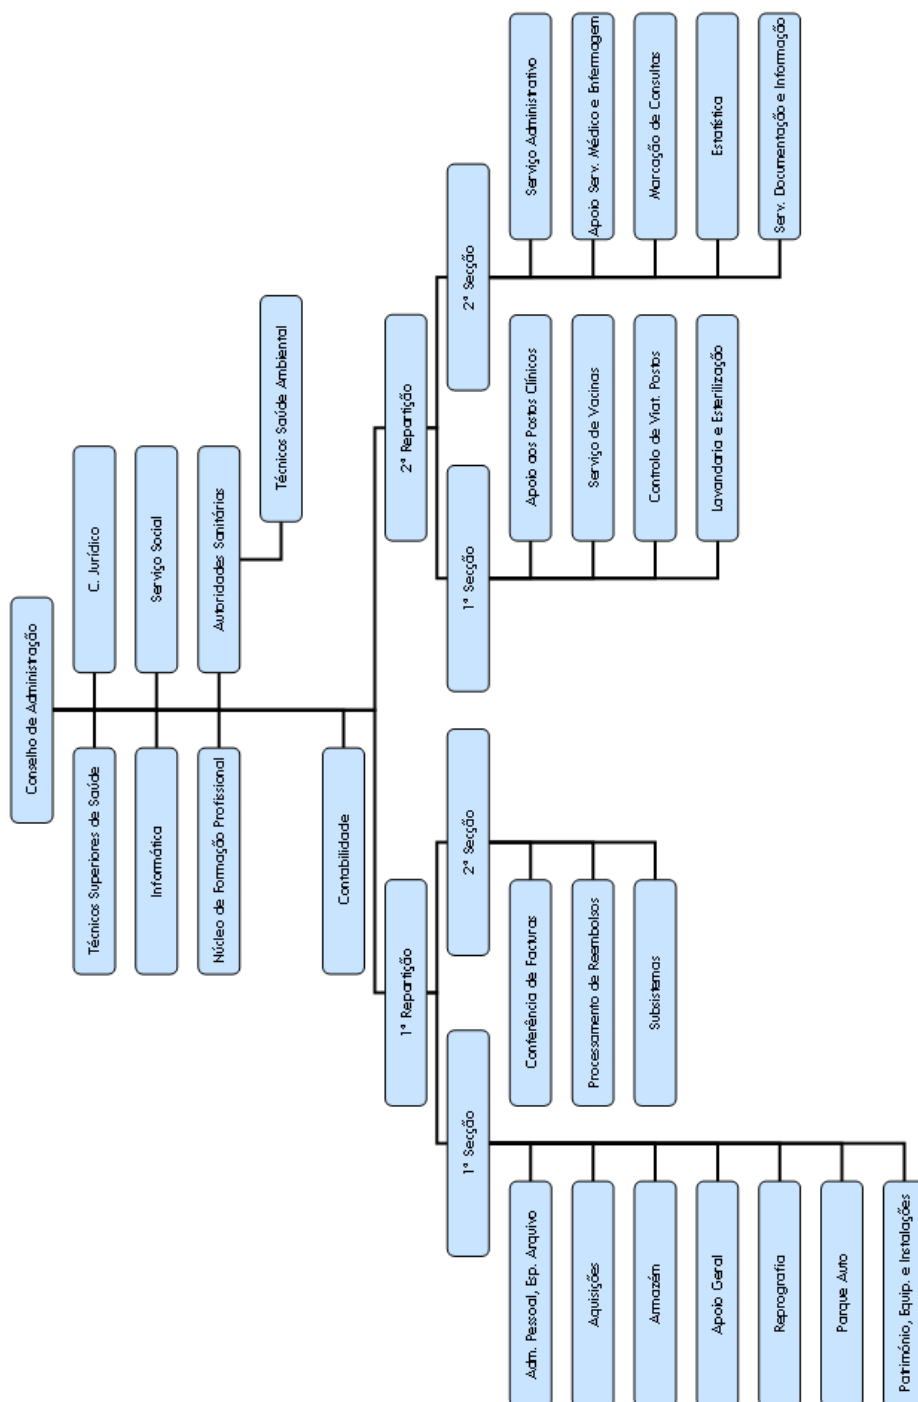 Conselho de Administração
Técnicos Superiores de Saúde
C. Jurídico
Informática
Serviço Social
Núcleo de Formação Profissional
Autoridades Sanitárias
Técnicos Saúde Ambiental
Contabilidade
1ª Repartição
2ª Repartição
1ª Secção
2ª Secção
1ª Secção
2ª Secção
Adm. Pessoal, Esp. Arquivo
Aquisições
Armazém
Apoio Geral
Reprografia
Parque Auto
Património, Equip. e Instalações
Conferência de Facturas
Processamento de Reembolsos
Subsistemas
Apoio aos Postos Clínicos
Serviço de Vacinas
Controlo de Viat. Postos
Lavandaria e Esterilização
Serviço Administrativo
Apoio Serv. Médico e Enfermagem
Marcação de Consultas
Estatística
Serv. Documentação e Informação